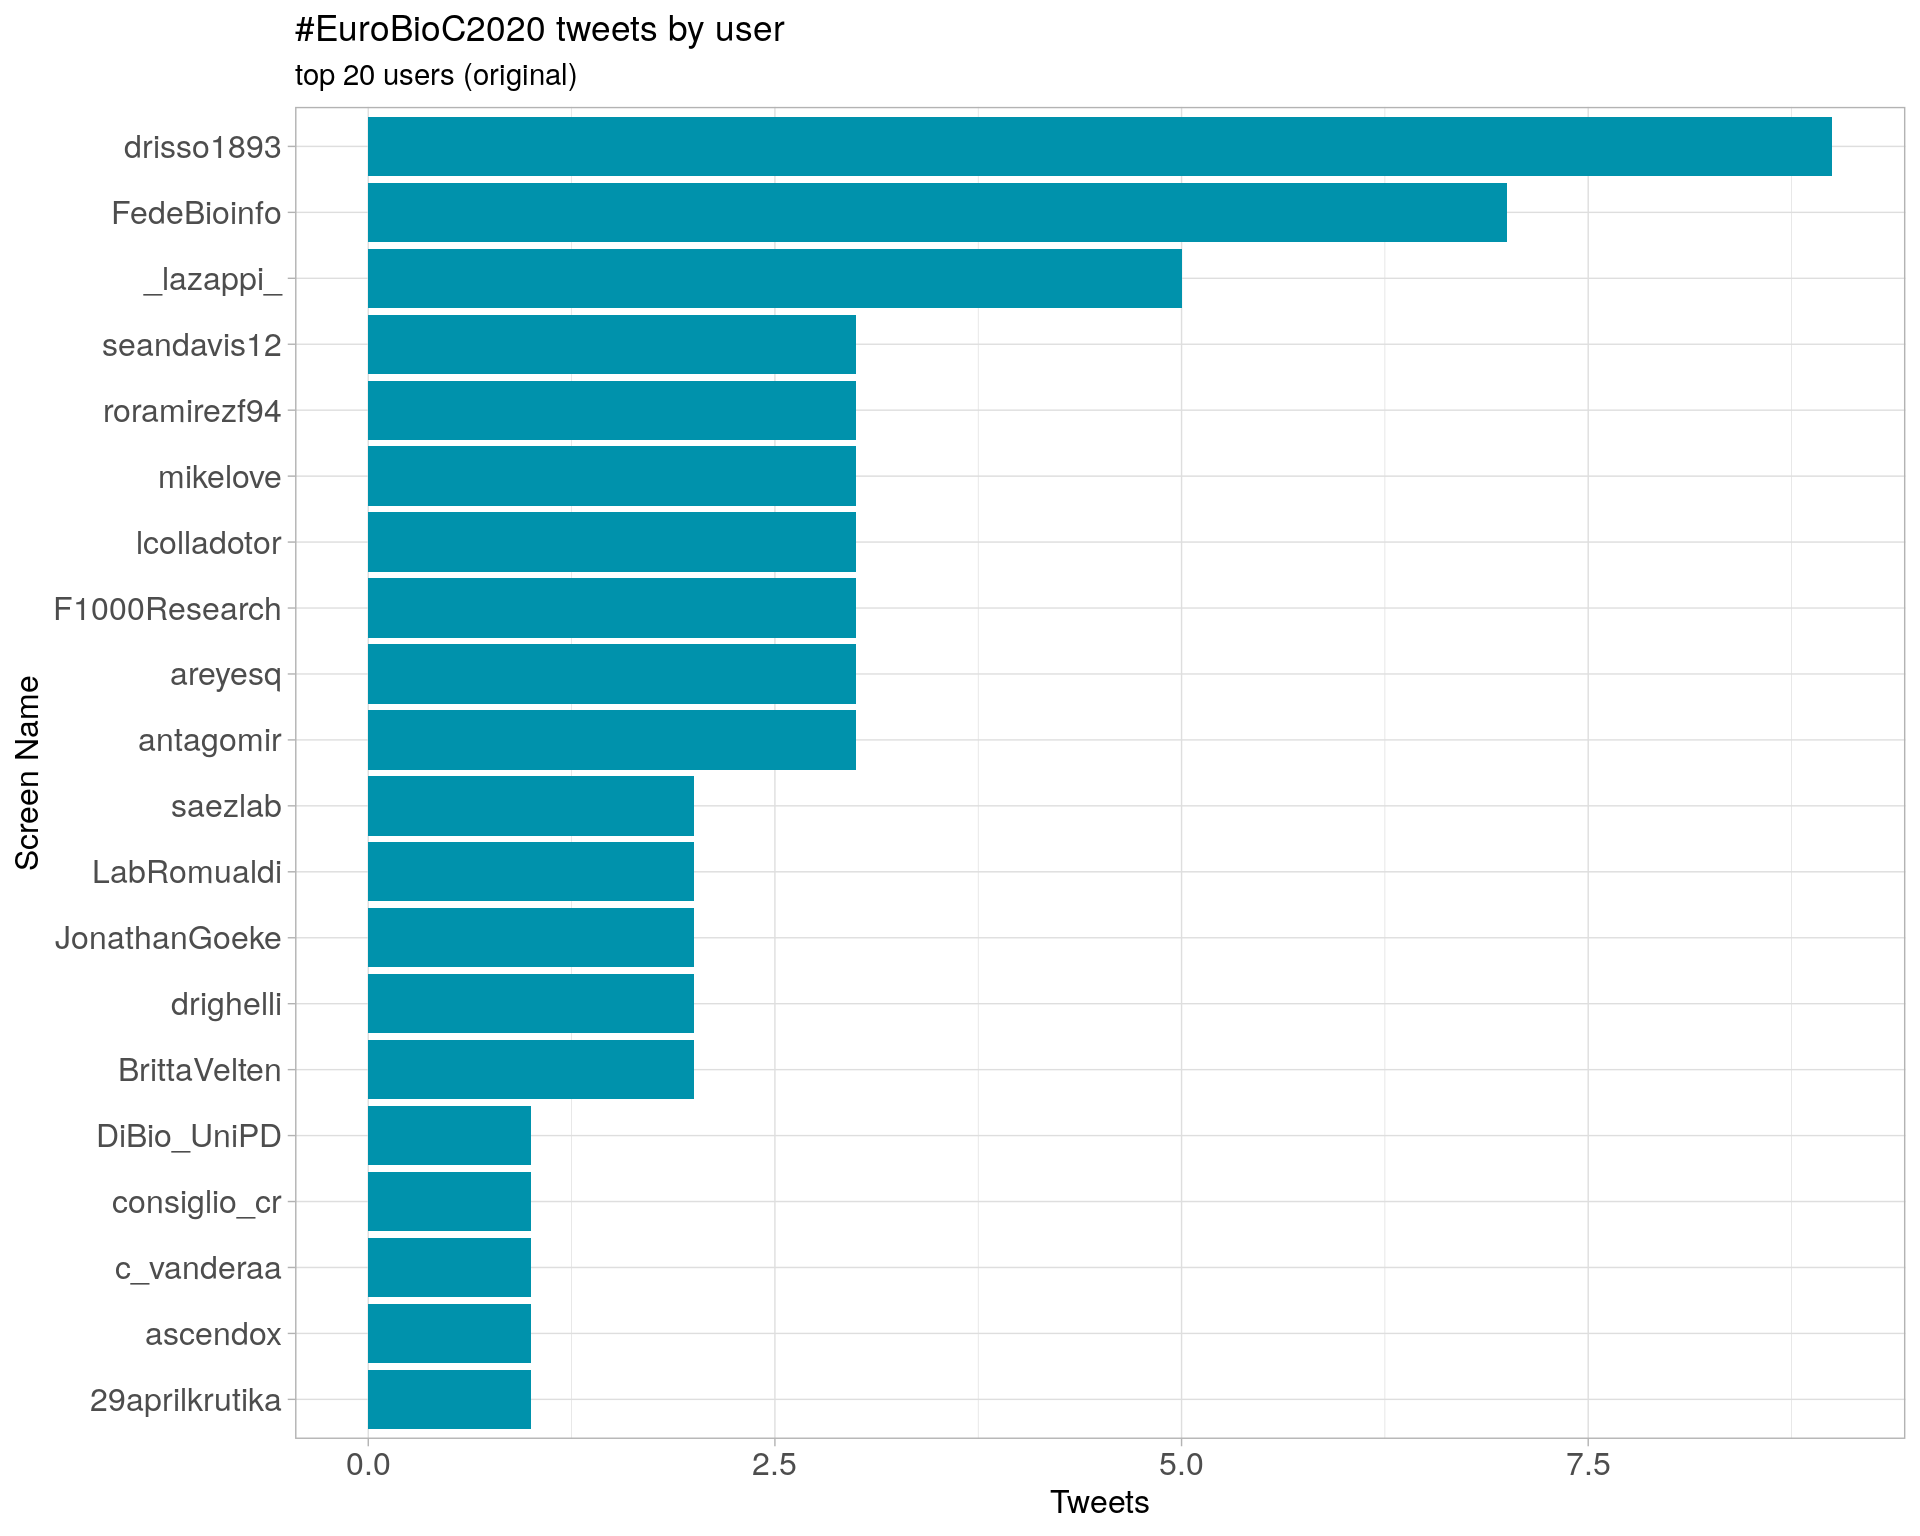 #EuroBioC2020 tweets by user
top 20 users (original)
drisso1893
FedeBioinfo
_lazappi_
seandavis12
roramirezf94
mikelove
lcolladotor
F1000Research
areyesq
antagomir
saezlab
LabRomualdi
JonathanGoeke
drighelli
BrittaVelten
DiBio_UniPD
consiglio_cr
c_vanderaa
ascendox
29aprilkrutika
Screen Name
0.0 2.5 5.0 7.5
Tweets